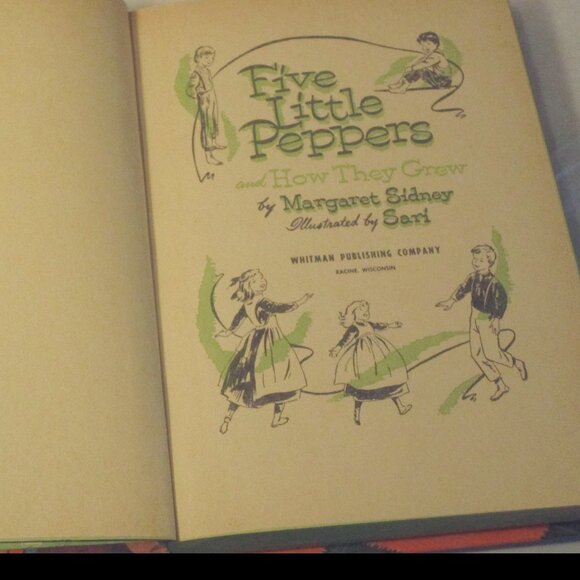 Five
Little
Peppers
and How They Grew
by Margaret Sidney
Illustrated by Sari
WHITMAN PUBLISHING COMPANY
RACINE, WISCONSIN